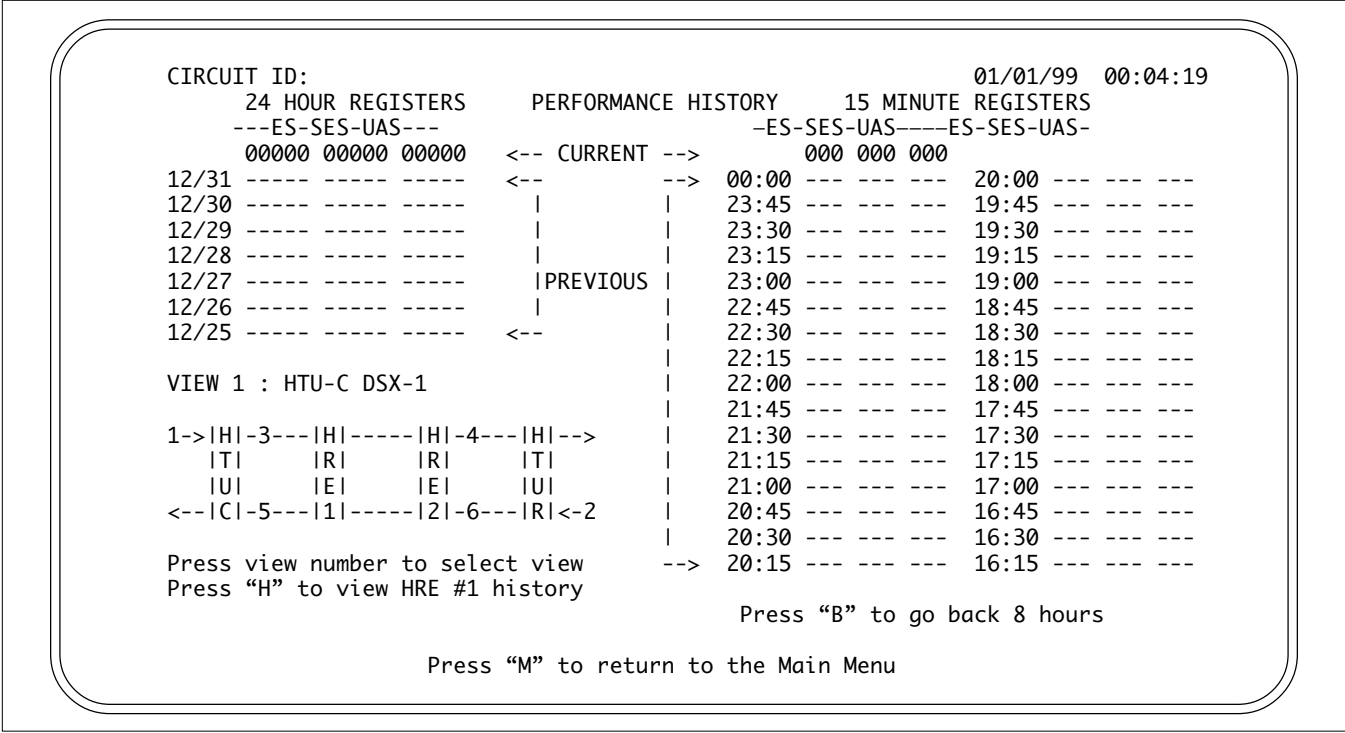 CIRCUIT ID:                                                   01/01/99  00:04:19
      24 HOUR REGISTERS     PERFORMANCE HISTORY     15 MINUTE REGISTERS
     ---ES-SES-UAS---                        –ES-SES-UAS––––ES-SES-UAS-
      00000 00000 00000   <-- CURRENT -->        000 000 000
12/31 ----- ----- -----   <--         -->  00:00 --- --- ---  20:00 --- --- ---
12/30 ----- ----- -----     |         |    23:45 --- --- ---  19:45 --- --- ---
12/29 ----- ----- -----     |         |    23:30 --- --- ---  19:30 --- --- ---
12/28 ----- ----- -----     |         |    23:15 --- --- ---  19:15 --- --- ---
12/27 ----- ----- -----     |PREVIOUS |    23:00 --- --- ---  19:00 --- --- ---
12/26 ----- ----- -----     |         |    22:45 --- --- ---  18:45 --- --- ---
12/25 ----- ----- -----   <--         |    22:30 --- --- ---  18:30 --- --- ---
                                      |    22:15 --- --- ---  18:15 --- --- ---
VIEW 1 : HTU-C DSX-1                  |    22:00 --- --- ---  18:00 --- --- ---
                                      |    21:45 --- --- ---  17:45 --- --- ---
1->|H|-3---|H|-----|H|-4---|H|-->     |    21:30 --- --- ---  17:30 --- --- ---
   |T|     |R|     |R|     |T|        |    21:15 --- --- ---  17:15 --- --- ---
   |U|     |E|     |E|     |U|        |    21:00 --- --- ---  17:00 --- --- ---
<--|C|-5---|1|-----|2|-6---|R|<-2     |    20:45 --- --- ---  16:45 --- --- ---
                                      |    20:30 --- --- ---  16:30 --- --- ---
Press view number to select view      -->  20:15 --- --- ---  16:15 --- --- ---
Press “H” to view HRE #1 history
                                            Press “B” to go back 8 hours
                    Press “M” to return to the Main Menu